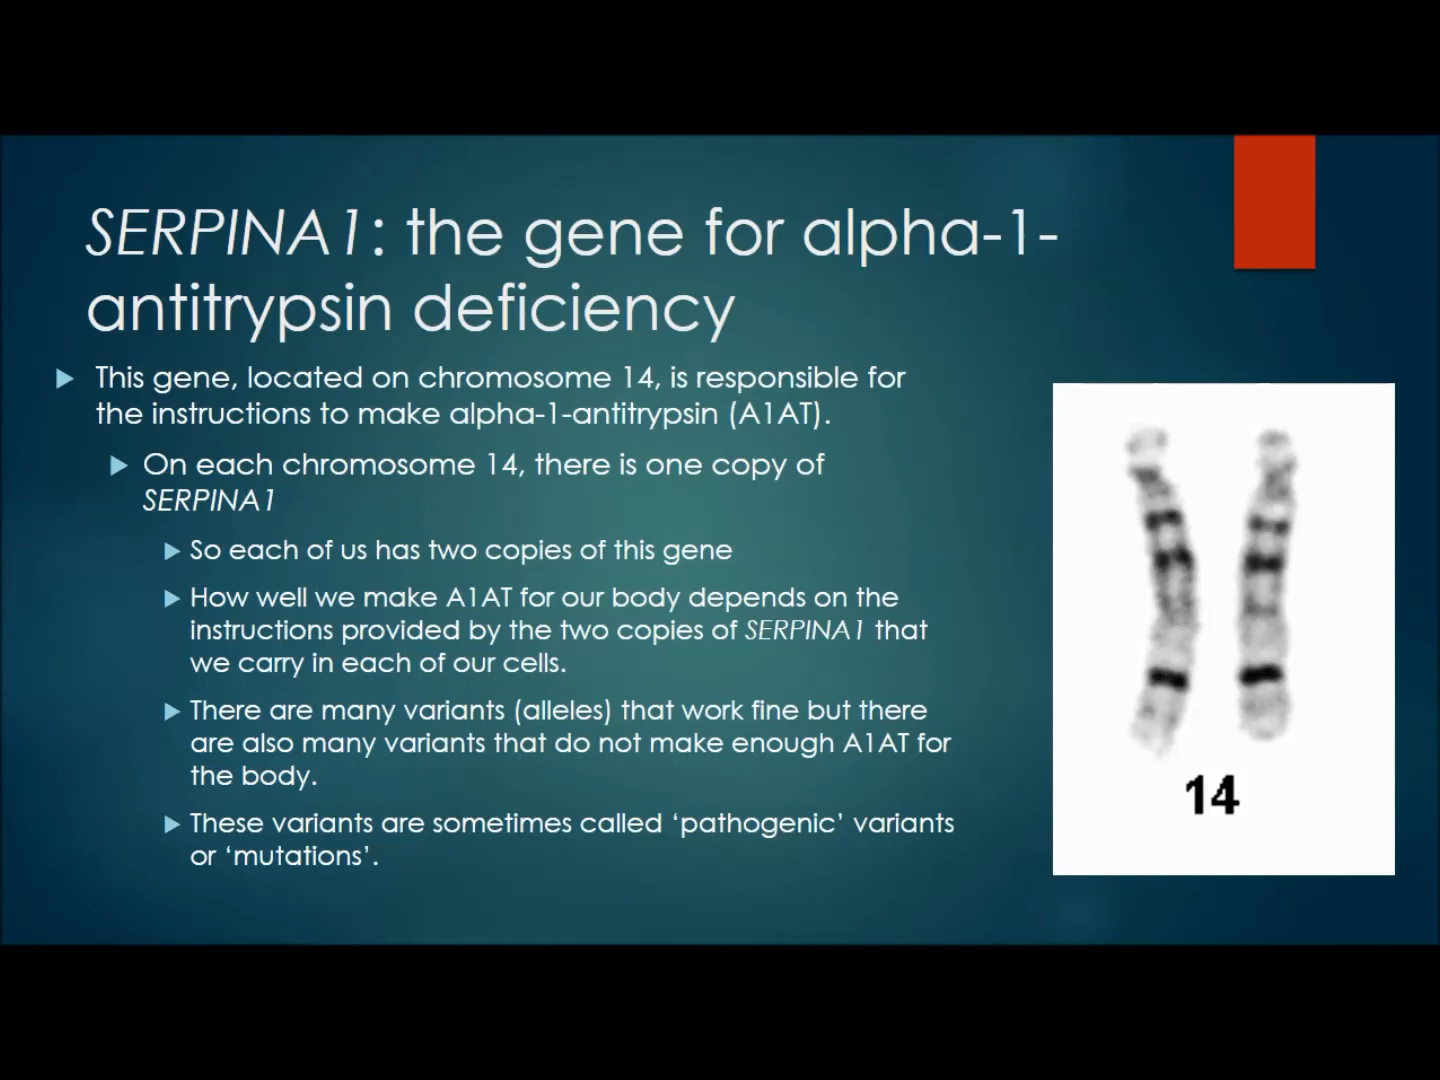 SERPINA1: the gene for alpha-1-
antitrypsin deficiency
This gene, located on chromosome 14, is responsible for
the instructions to make alpha-1-antitrypsin (A1AT).
On each chromosome 14, there is one copy of
SERPINA1
So each of us has two copies of this gene
How well we make A1AT for our body depends on the
instructions provided by the two copies of SERPINA1 that
we carry in each of our cells.
There are many variants (alleles) that work fine but there
are also many variants that do not make enough A1AT for
the body.
These variants are sometimes called ‘pathogenic’ variants
or ‘mutations’.
14